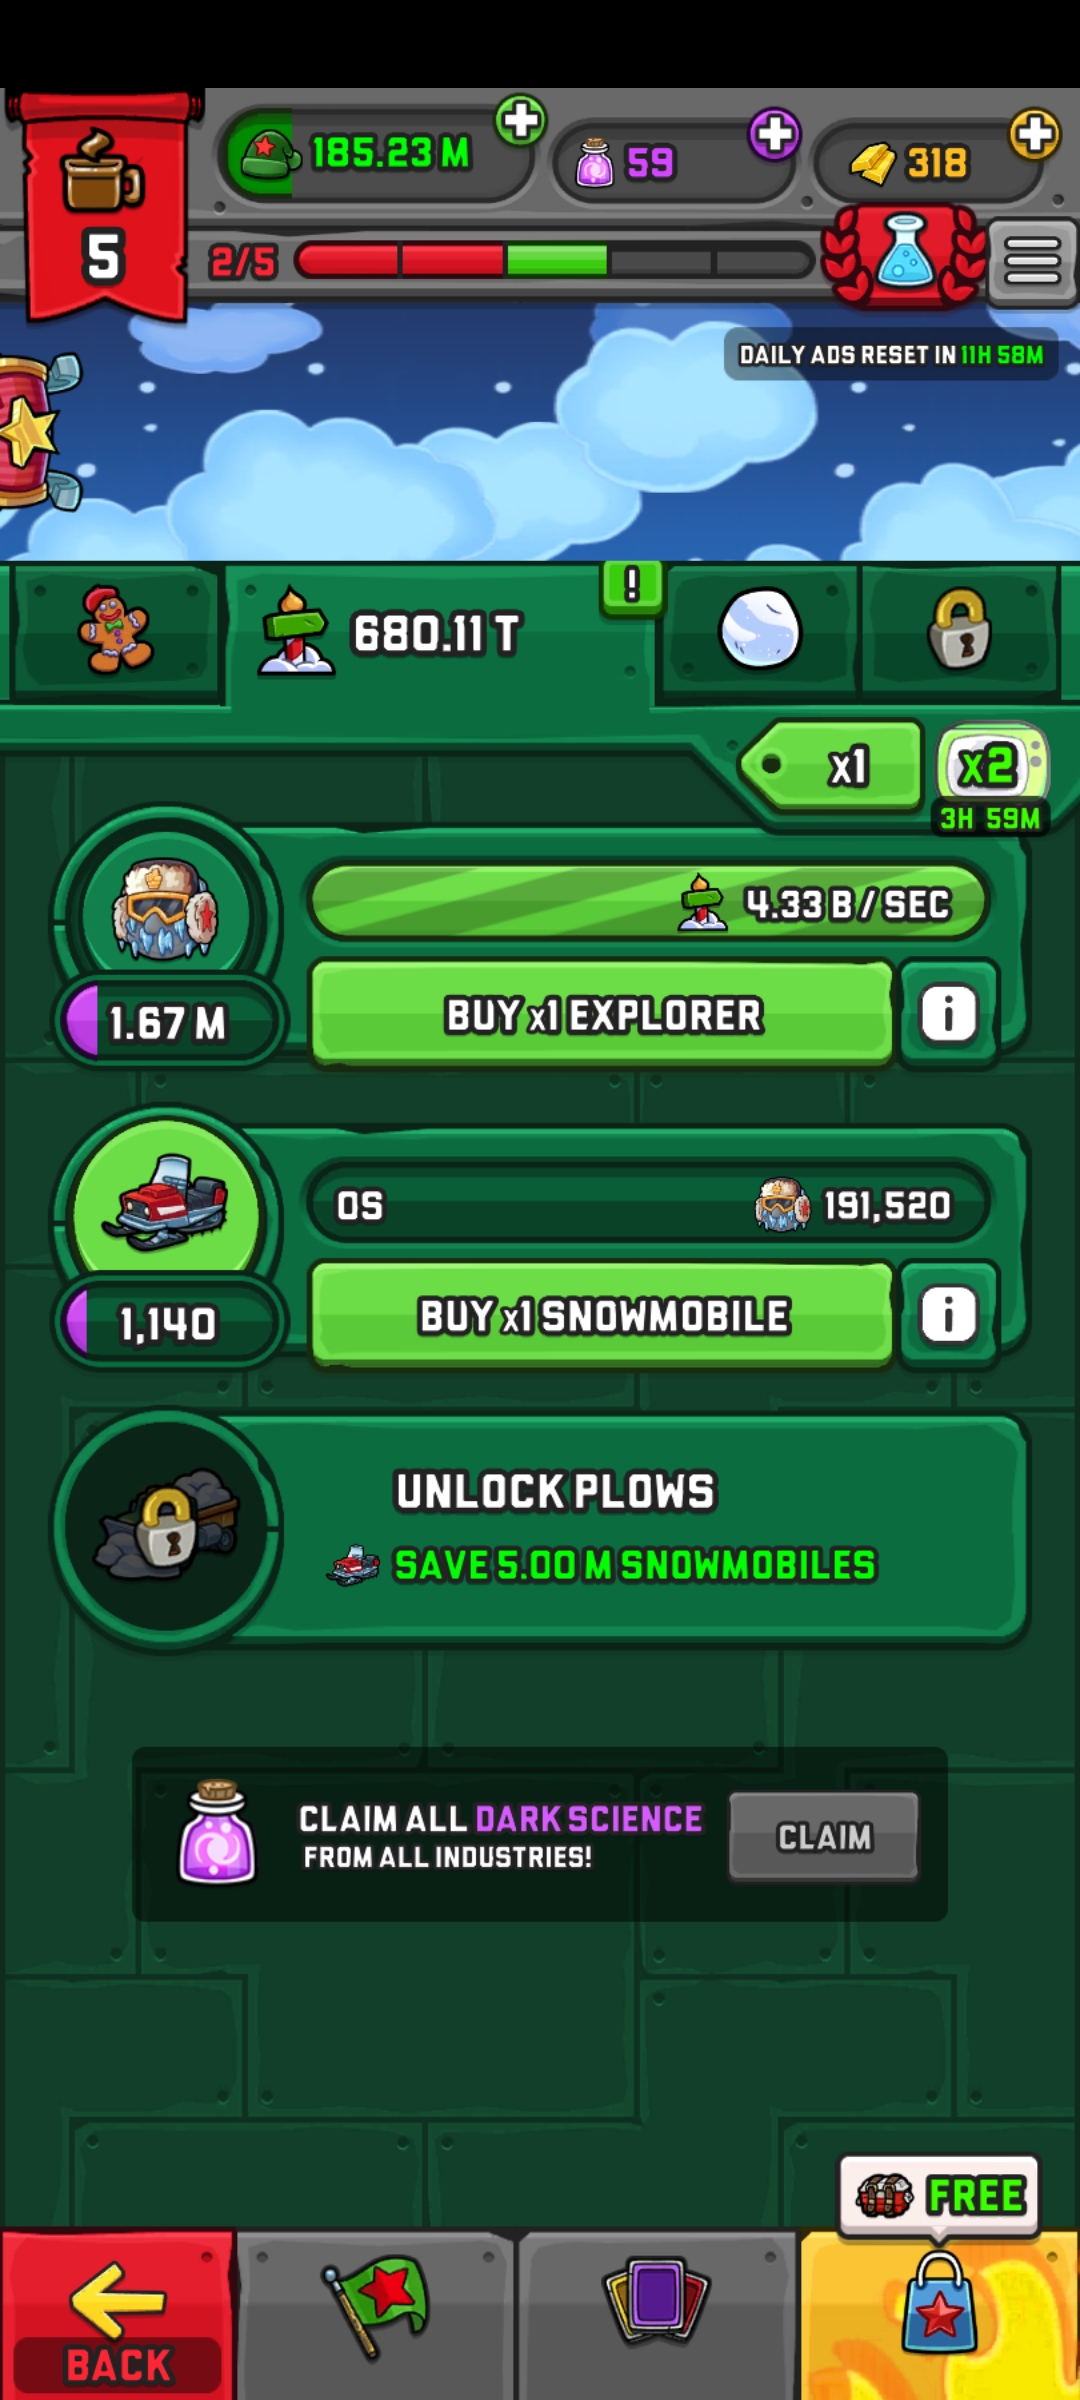 185.23 M
59
318
5
2/5
DAILY ADS RESET IN 11H 58M
!
680.11 T
x1
x2
3H 59M
4.33 B / SEC
1.67 M
BUY x1 EXPLORER
i
0S
191,520
1,140
BUY x1 SNOWMOBILE
i
UNLOCK PLOWS
SAVE 5.00 M SNOWMOBILES
CLAIM ALL DARK SCIENCE
FROM ALL INDUSTRIES!
CLAIM
FREE
BACK